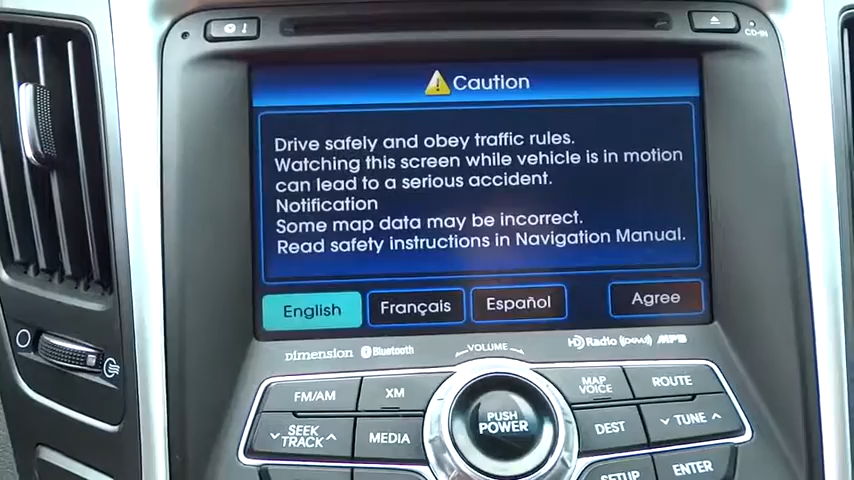 CD-IN
Caution
Drive safely and obey traffic rules.
Watching this screen while vehicle is in motion
can lead to a serious accident.
Notification
Some map data may be incorrect.
Read safety instructions in Navigation Manual.
English Français Español Agree
dimension Bluetooth VOLUME HD Radio (SIRIUS XM) MP3
FM/AM XM MAP VOICE ROUTE
SEEK TRACK MEDIA PUSH POWER DEST TUNE
SETUP ENTER